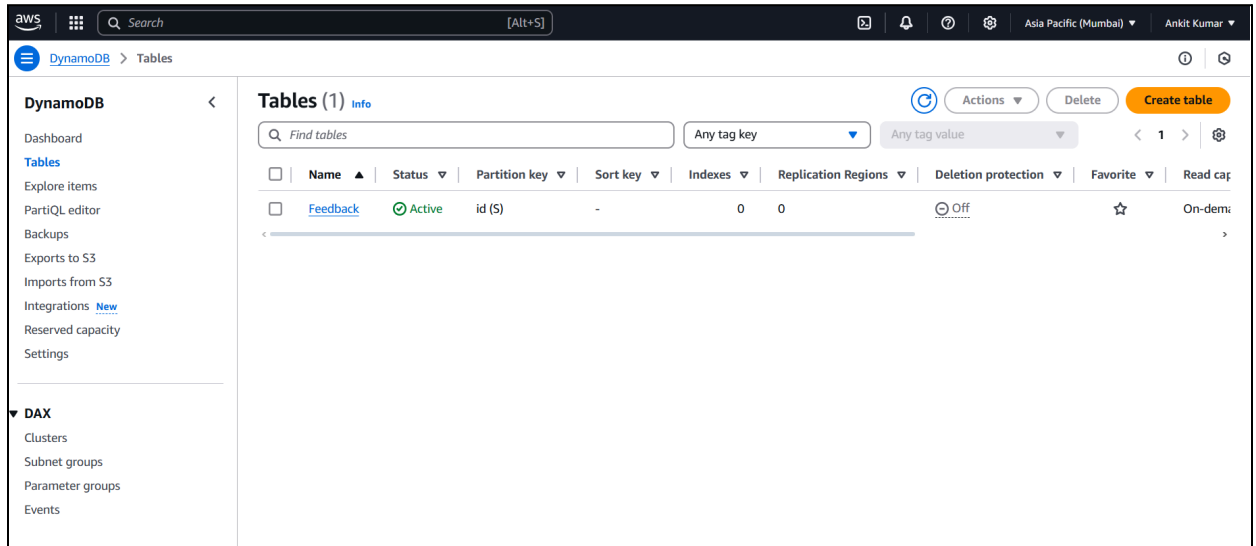 aws Search [Alt+S] Asia Pacific (Mumbai) Ankit Kumar
DynamoDB > Tables
DynamoDB
Dashboard
Tables
Explore items
PartiQL editor
Backups
Exports to S3
Imports from S3
Integrations New
Reserved capacity
Settings
DAX
Clusters
Subnet groups
Parameter groups
Events
Tables (1) Info Actions Delete Create table
Find tables Any tag key Any tag value 1
Name Status Partition key Sort key Indexes Replication Regions Deletion protection Favorite Read cap
Feedback Active id (S) - 0 0 Off On-dema